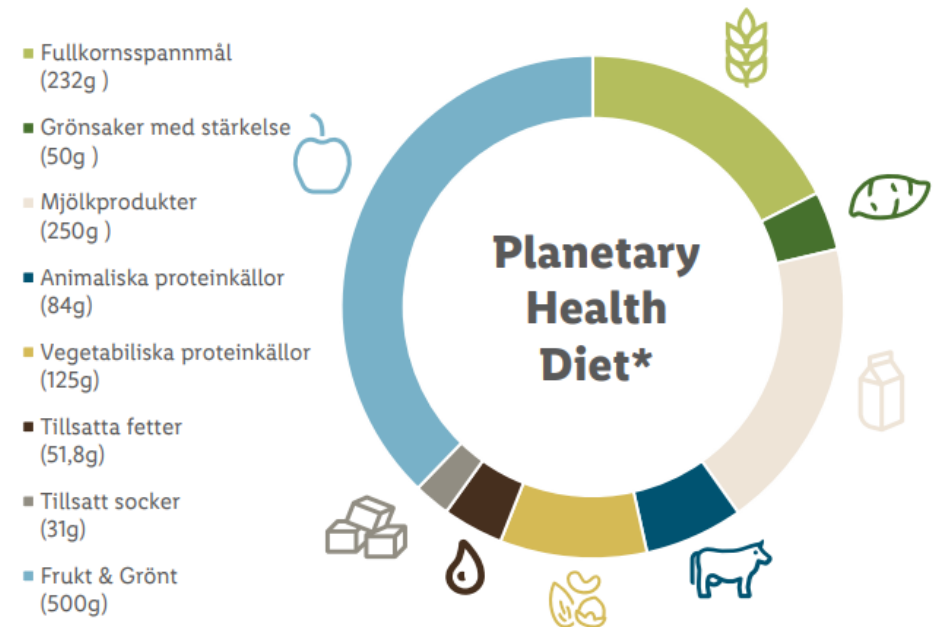 Fullkornsspannmål
(232g )
Grönsaker med stärkelse
(50g )
Mjölkprodukter
(250g )
Animaliska proteinkällor
(84g)
Vegetabiliska proteinkällor
(125g)
Tillsatta fetter
(51,8g)
Tillsatt socker
(31g)
Frukt & Grönt
(500g)
Planetary
Health
Diet*